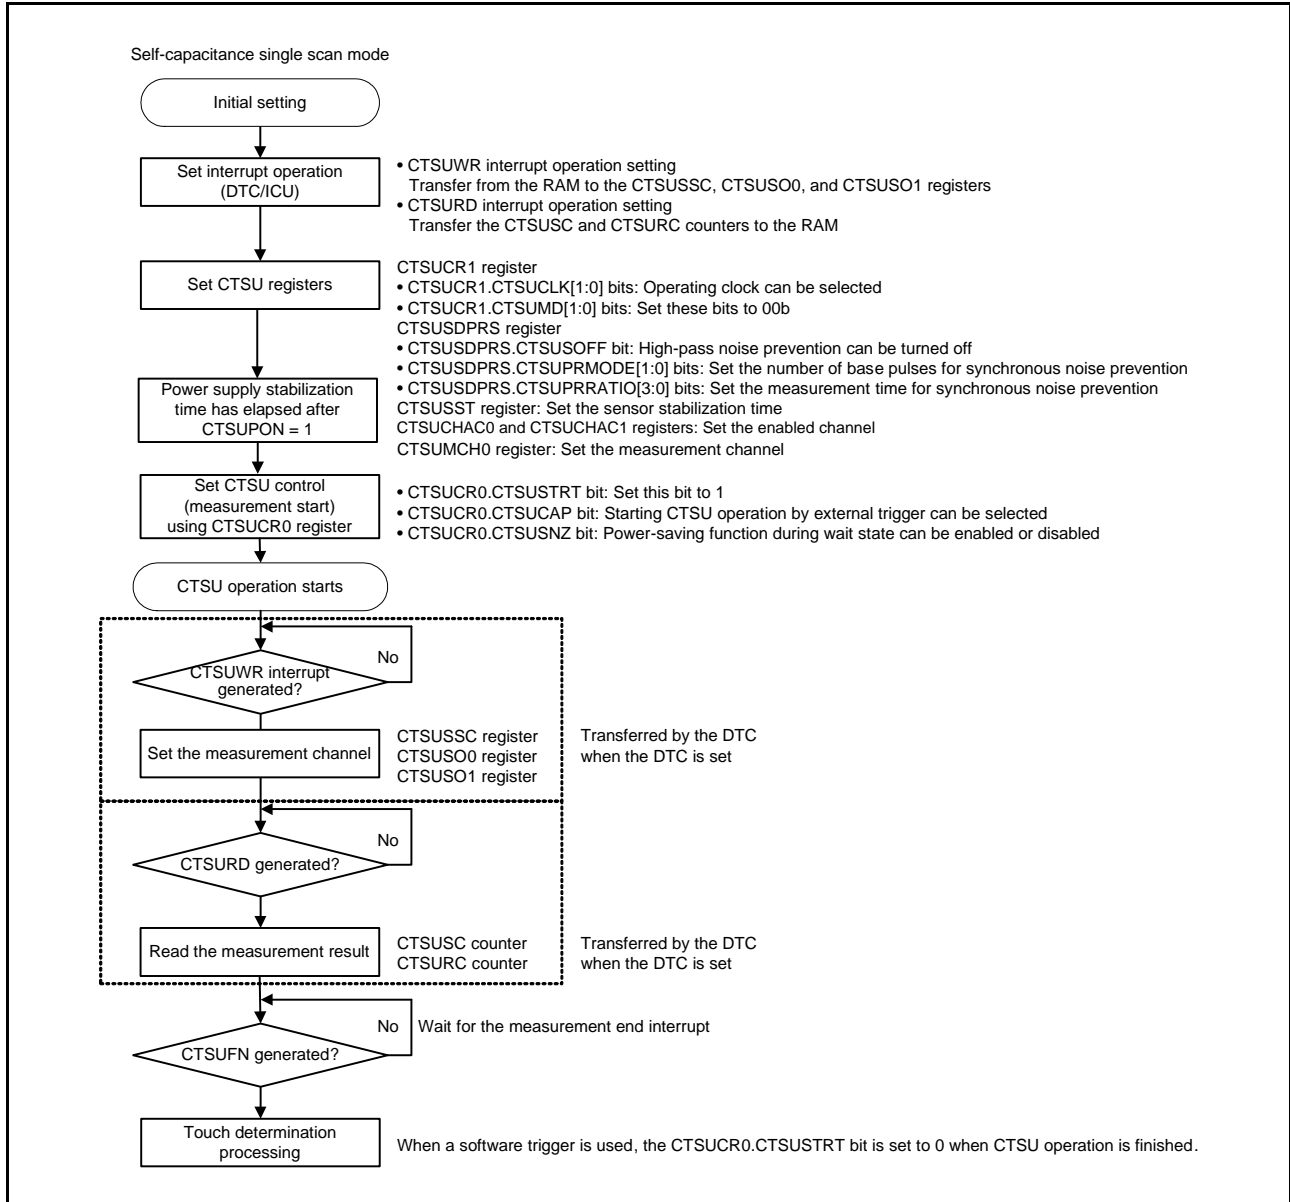 Self-capacitance single scan mode
Initial setting
Set interrupt operation
(DTC/ICU)
• CTSUWR interrupt operation setting
Transfer from the RAM to the CTSUSSC, CTSUSO0, and CTSUSO1 registers
• CTSURD interrupt operation setting
Transfer the CTSUSC and CTSURC counters to the RAM
Set CTSU registers
CTSUCR1 register
• CTSUCR1.CTSUCLK[1:0] bits: Operating clock can be selected
• CTSUCR1.CTSUMD[1:0] bits: Set these bits to 00b
CTSUSDPRS register
• CTSUSDPRS.CTSUSOFF bit: High-pass noise prevention can be turned off
• CTSUSDPRS.CTSUPRMODE[1:0] bits: Set the number of base pulses for synchronous noise prevention
• CTSUSDPRS.CTSUPRRATIO[3:0] bits: Set the measurement time for synchronous noise prevention
CTSUSST register: Set the sensor stabilization time
CTSUCHAC0 and CTSUCHAC1 registers: Set the enabled channel
CTSUMCH0 register: Set the measurement channel
Power supply stabilization
time has elapsed after
CTSUPON = 1
Set CTSU control
(measurement start)
using CTSUCR0 register
• CTSUCR0.CTSUSTRT bit: Set this bit to 1
• CTSUCR0.CTSUCAP bit: Starting CTSU operation by external trigger can be selected
• CTSUCR0.CTSUSNZ bit: Power-saving function during wait state can be enabled or disabled
CTSU operation starts
CTSUWR interrupt
generated?
No
Set the measurement channel
CTSUSSC register
CTSUSO0 register
CTSUSO1 register
Transferred by the DTC
when the DTC is set
CTSURD generated?
No
Read the measurement result
CTSUSC counter
CTSURC counter
Transferred by the DTC
when the DTC is set
CTSUFN generated?
No
Wait for the measurement end interrupt
Touch determination
processing
When a software trigger is used, the CTSUCR0.CTSUSTRT bit is set to 0 when CTSU operation is finished.